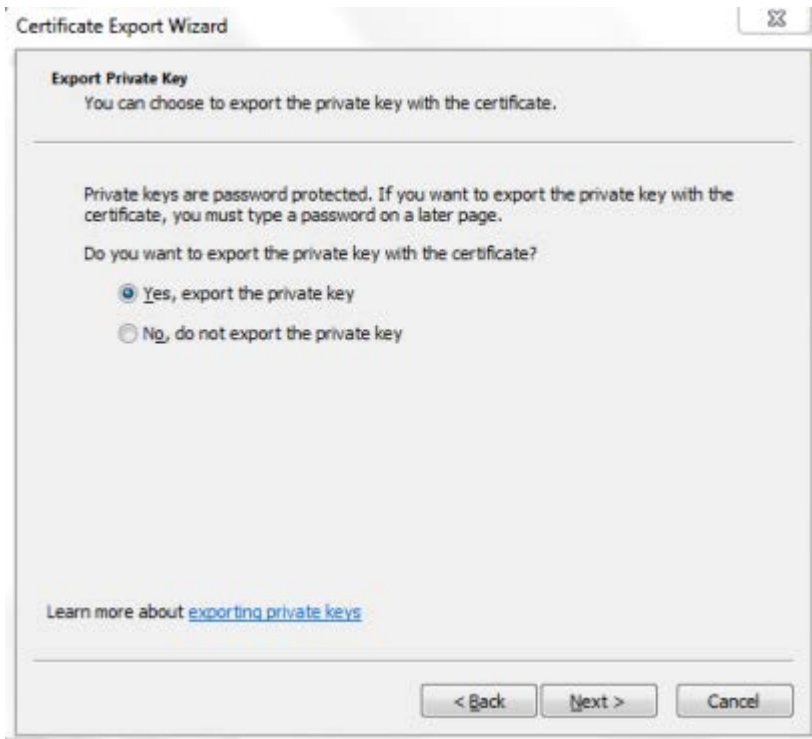 Certificate Export Wizard
Export Private Key
You can choose to export the private key with the certificate.
Private keys are password protected. If you want to export the private key with the
certificate, you must type a password on a later page.
Do you want to export the private key with the certificate?
Yes, export the private key
No, do not export the private key
Learn more about exporting private keys
< Back Next > Cancel